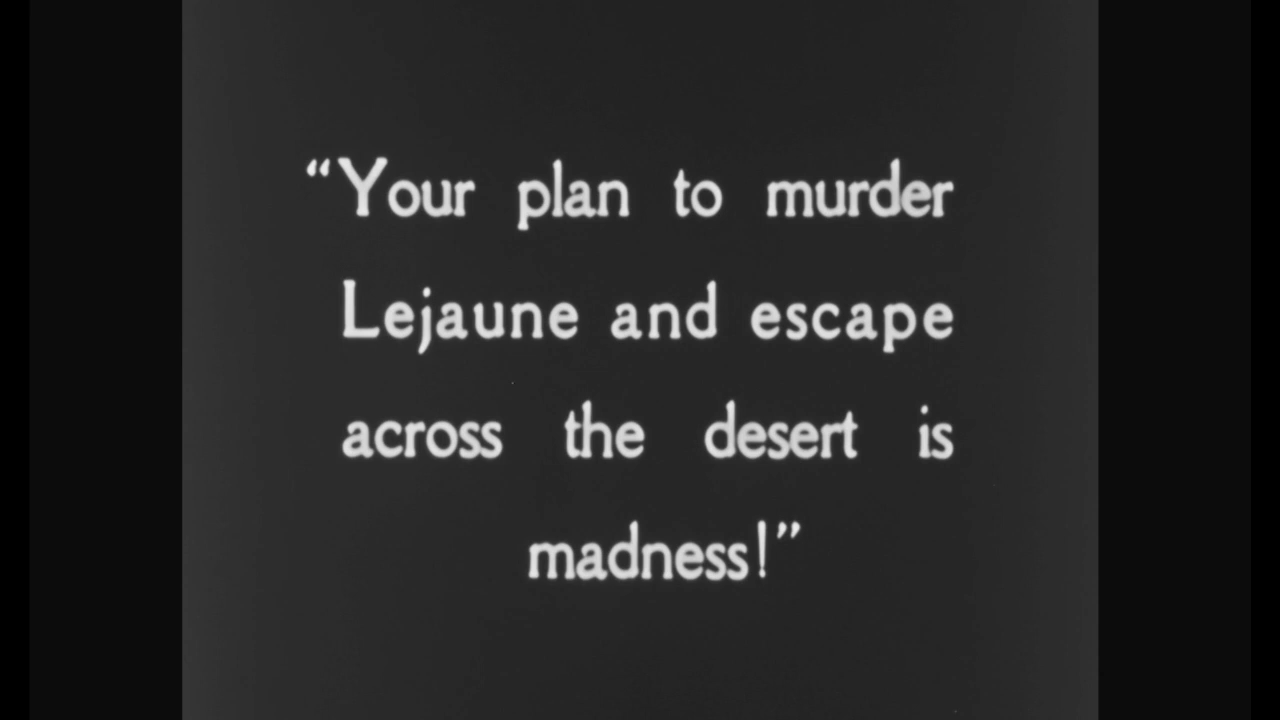 “Your plan to murder
Lejaune and escape
across the desert is
madness!”